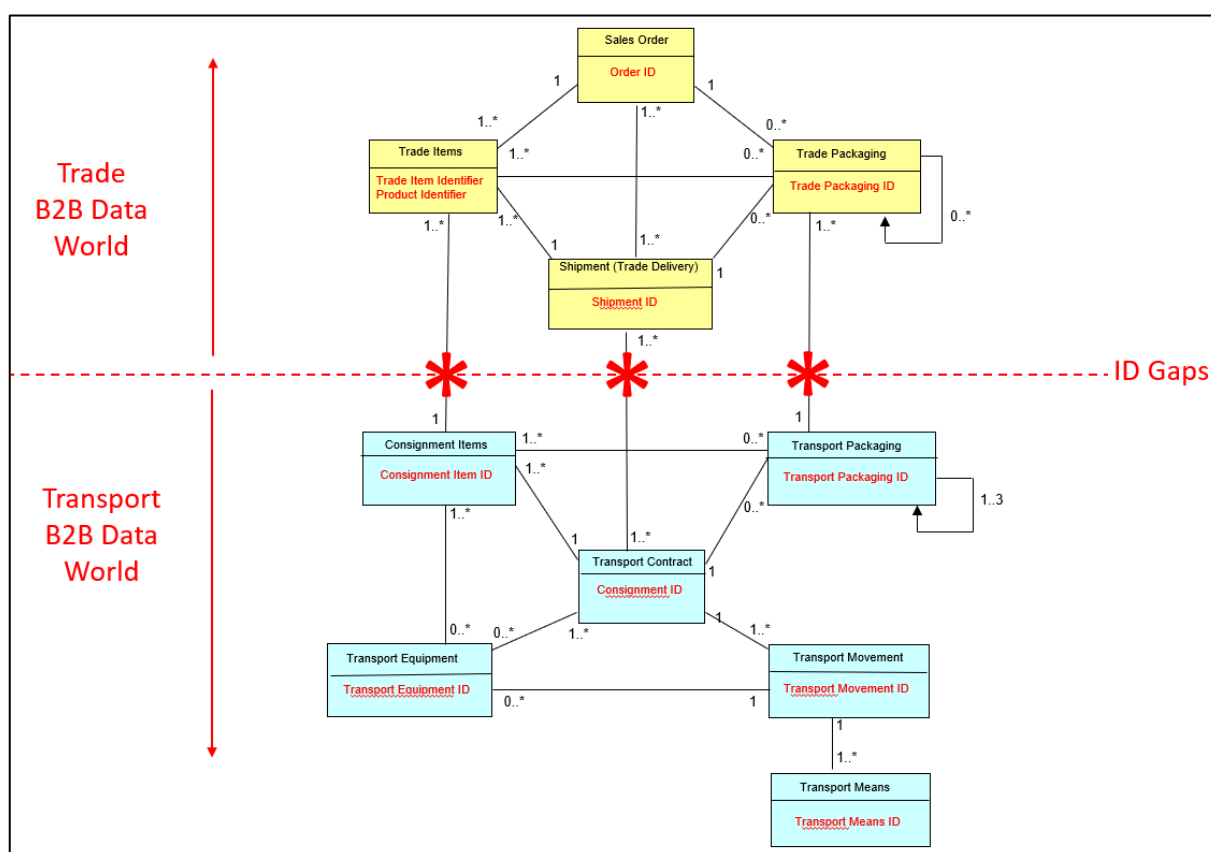 Sales Order
Order ID
1
1
1..*
1..*
0..*
Trade
B2B Data
World
Trade Items
Trade Item Identifier
Product Identifier
1..*
0..*
Trade Packaging
Trade Packaging ID
0..*
1..*
1..*
0..*
1..*
1
1..*
1
Shipment (Trade Delivery)
Shipment ID
1..*
ID Gaps
1
1
Consignment Items
Consignment Item ID
1..*
0..*
Transport Packaging
Transport Packaging ID
1..3
1..*
1..*
0..*
Transport
B2B Data
World
1
1..*
1
Transport Contract
Consignment ID
1
0..*
0..*
1..*
1..*
Transport Equipment
Transport Equipment ID
0..*
1
Transport Movement
Transport Movement ID
1
1..*
Transport Means
Transport Means ID